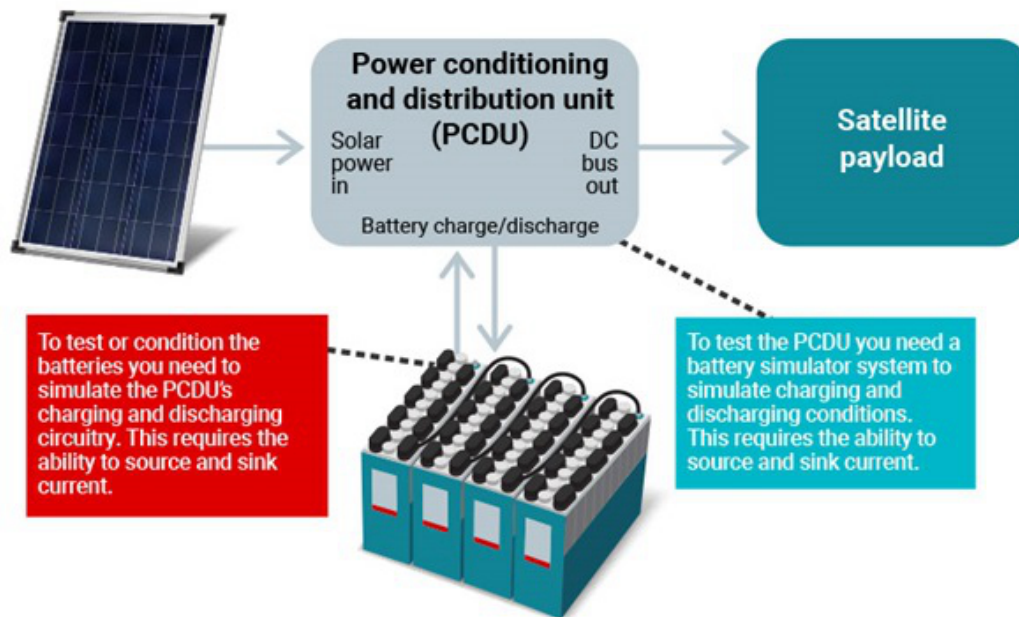 Power conditioning
and distribution unit
(PCDU)
Solar
power
in
DC
bus
out
Battery charge/discharge
Satellite
payload
To test or condition the
batteries you need to
simulate the PCDU's
charging and discharging
circuitry. This requires the
ability to source and sink
current.
To test the PCDU you need a
battery simulator system to
simulate charging and
discharging conditions.
This requires the ability to
source and sink current.